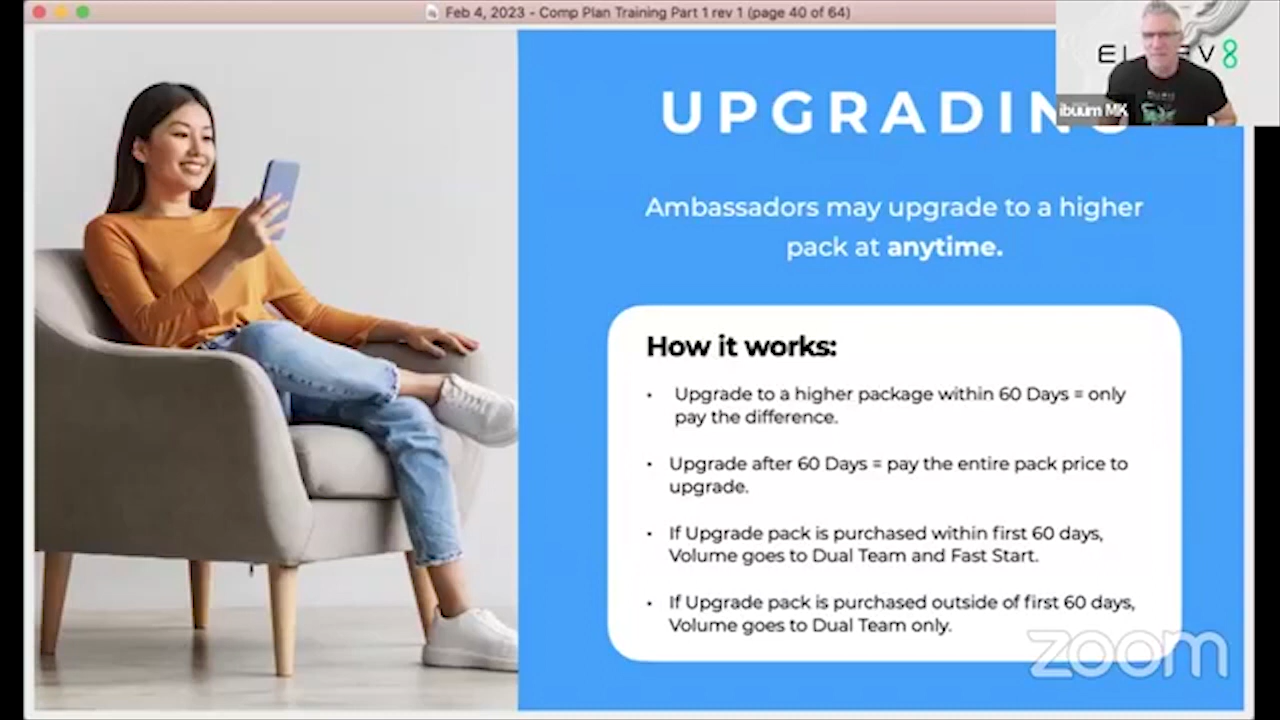 Feb 4, 2023 - Comp Plan Training Part 1 rev 1 (page 40 of 64)
ibüüm MK
UPGRADING
Ambassadors may upgrade to a higher
pack at anytime.
How it works:
• Upgrade to a higher package within 60 Days = only
pay the difference.
• Upgrade after 60 Days = pay the entire pack price to
upgrade.
• If Upgrade pack is purchased within first 60 days,
Volume goes to Dual Team and Fast Start.
• If Upgrade pack is purchased outside of first 60 days,
Volume goes to Dual Team only.
zoom